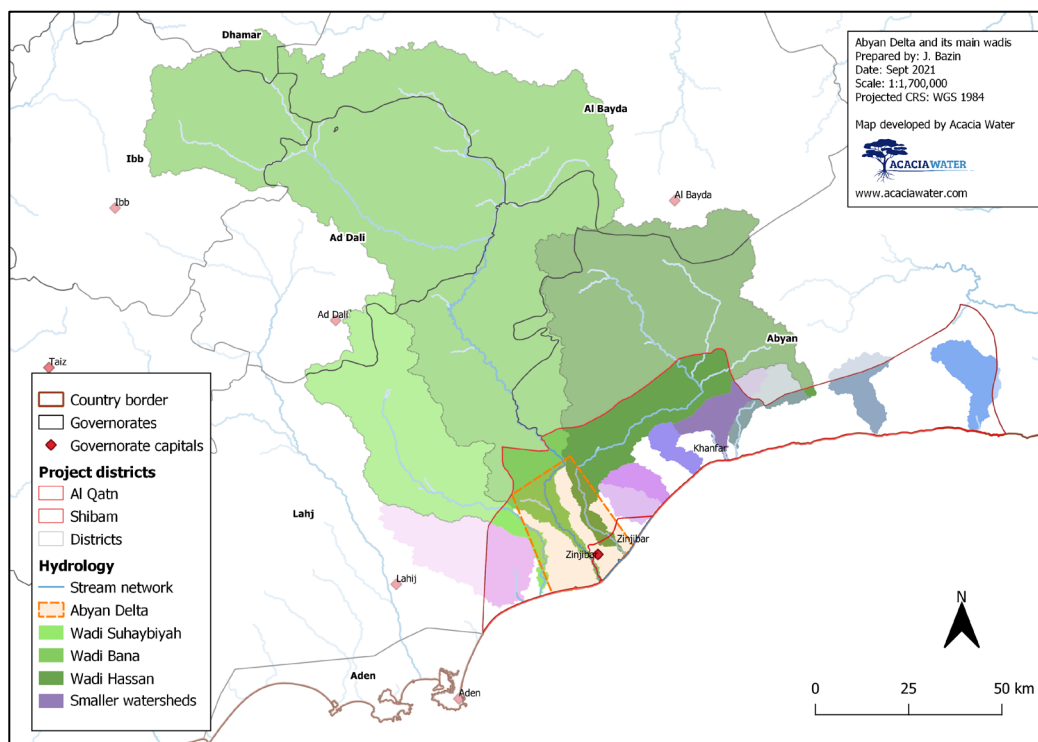 Dhamar
Al Bayda
Ibb
Ibb
Al Bayda
Ad Dali
Ad Dali
Taiz
Abyan
Khanfar
Lahj
Zinjibar
Zinjibar
Lahij
Aden
Aden
Abyan Delta and its main wadis
Prepared by: J. Bazin
Date: Sept 2021
Scale: 1:1,700,000
Projected CRS: WGS 1984
Map developed by Acacia Water
ACACIAWATER
www.acaciawater.com
Country border
Governorates
Governorate capitals
Project districts
Al Qatn
Shibam
Districts
Hydrology
Stream network
Abyan Delta
Wadi Suhaybiyah
Wadi Bana
Wadi Hassan
Smaller watersheds
N
0 25 50 km